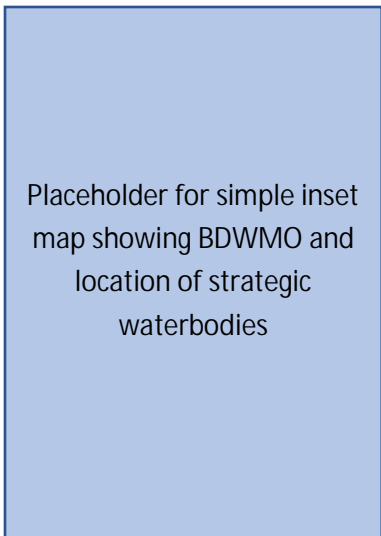 Placeholder for simple inset
map showing BDWMO and
location of strategic
waterbodies